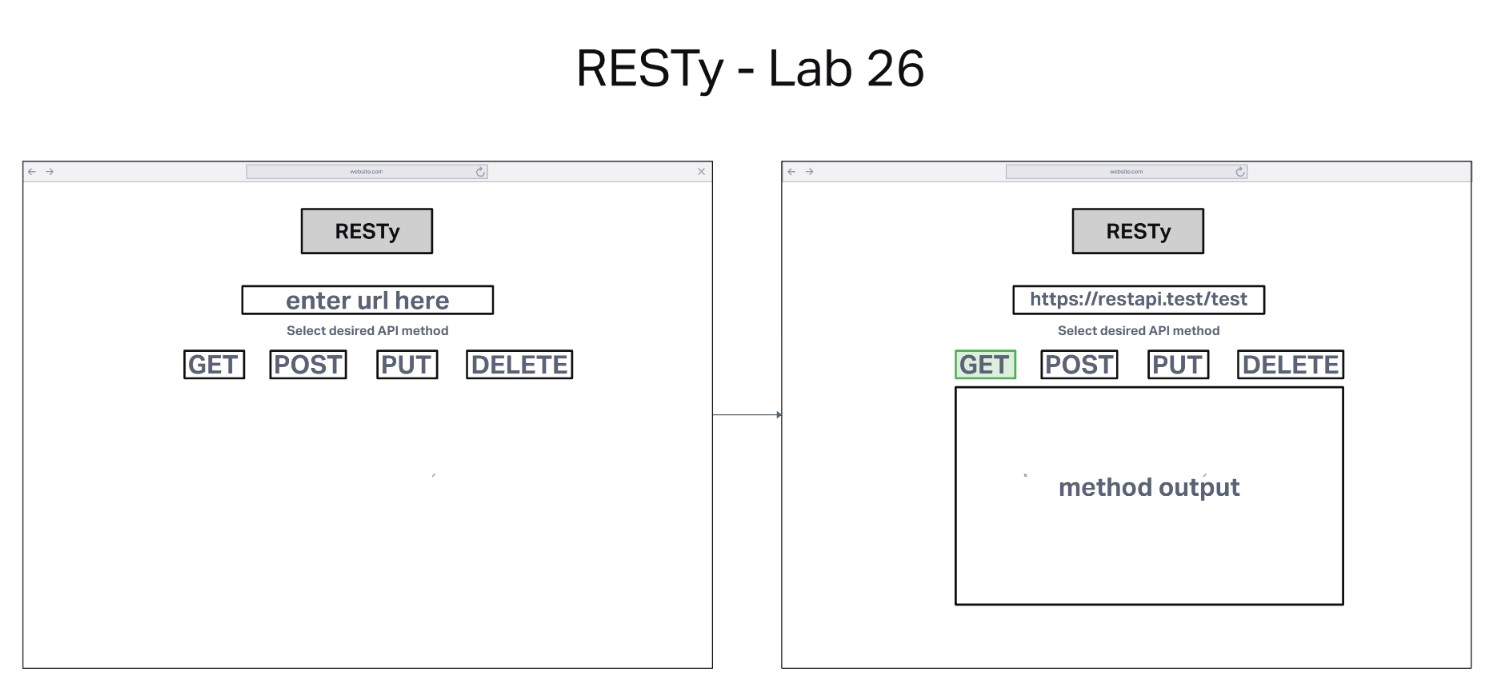 RESTy - Lab 26
website.com
RESTy
enter url here
Select desired API method
GET POST PUT DELETE
website.com
RESTy
https://restapi.test/test
Select desired API method
GET POST PUT DELETE
method output